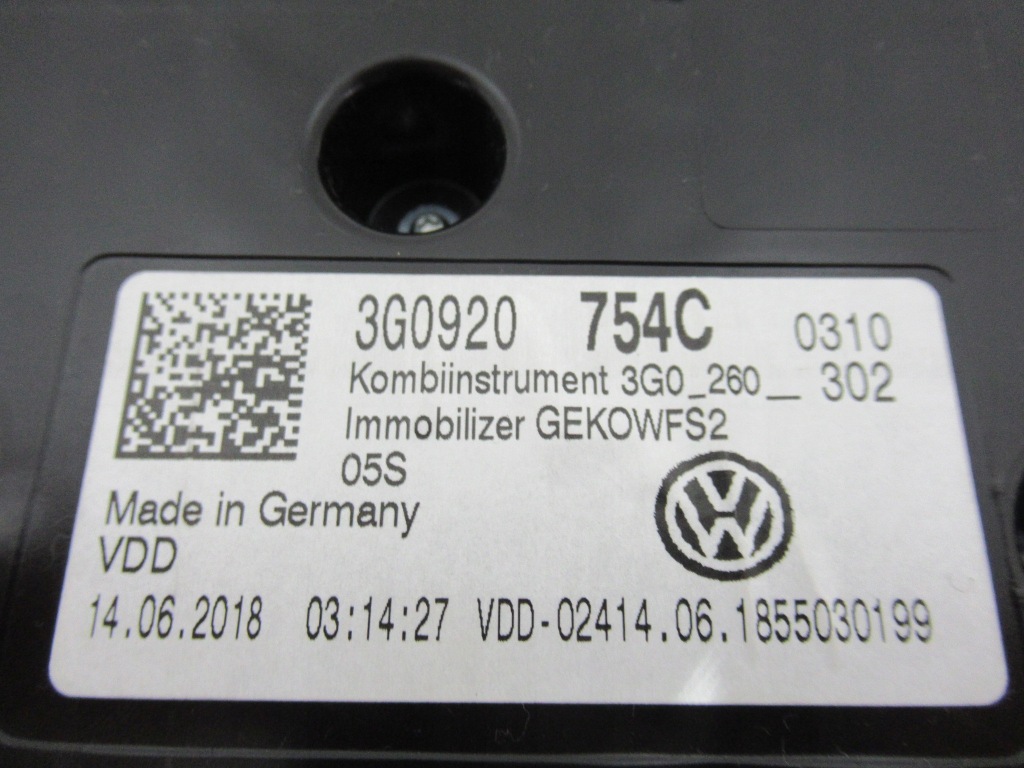 3G0920 754C 0310
Kombiinstrument 3G0_260__ 302
Immobilizer GEKOWFS2
05S
Made in Germany
VDD
14.06.2018 03:14:27 VDD-02414.06.1855030199